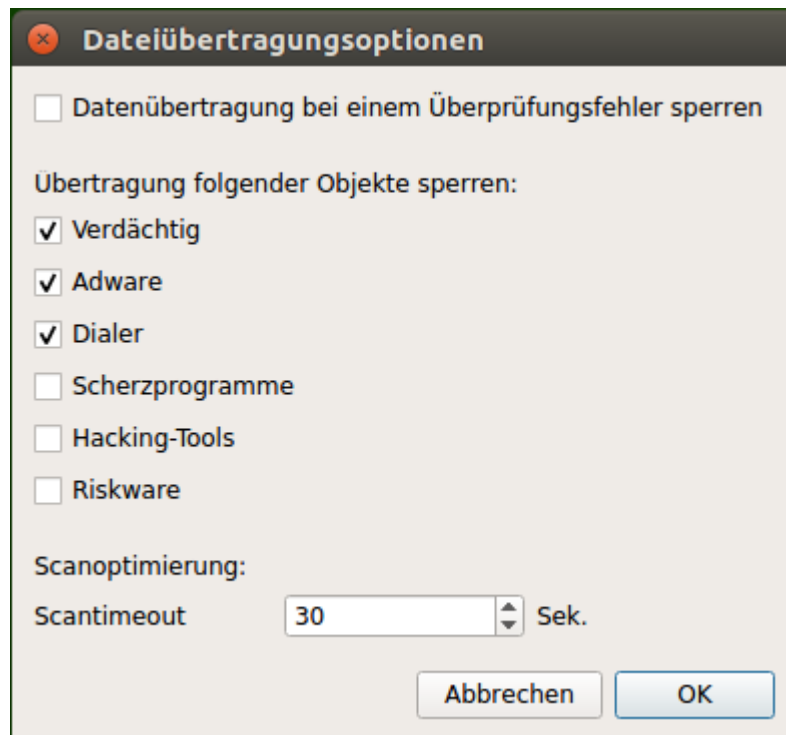 Dateiübertragungsoptionen
Datenübertragung bei einem Überprüfungsfehler sperren
Übertragung folgender Objekte sperren:
Verdächtig
Adware
Dialer
Scherzprogramme
Hacking-Tools
Riskware
Scanoptimierung:
Scantimeout 30 Sek.
Abbrechen OK